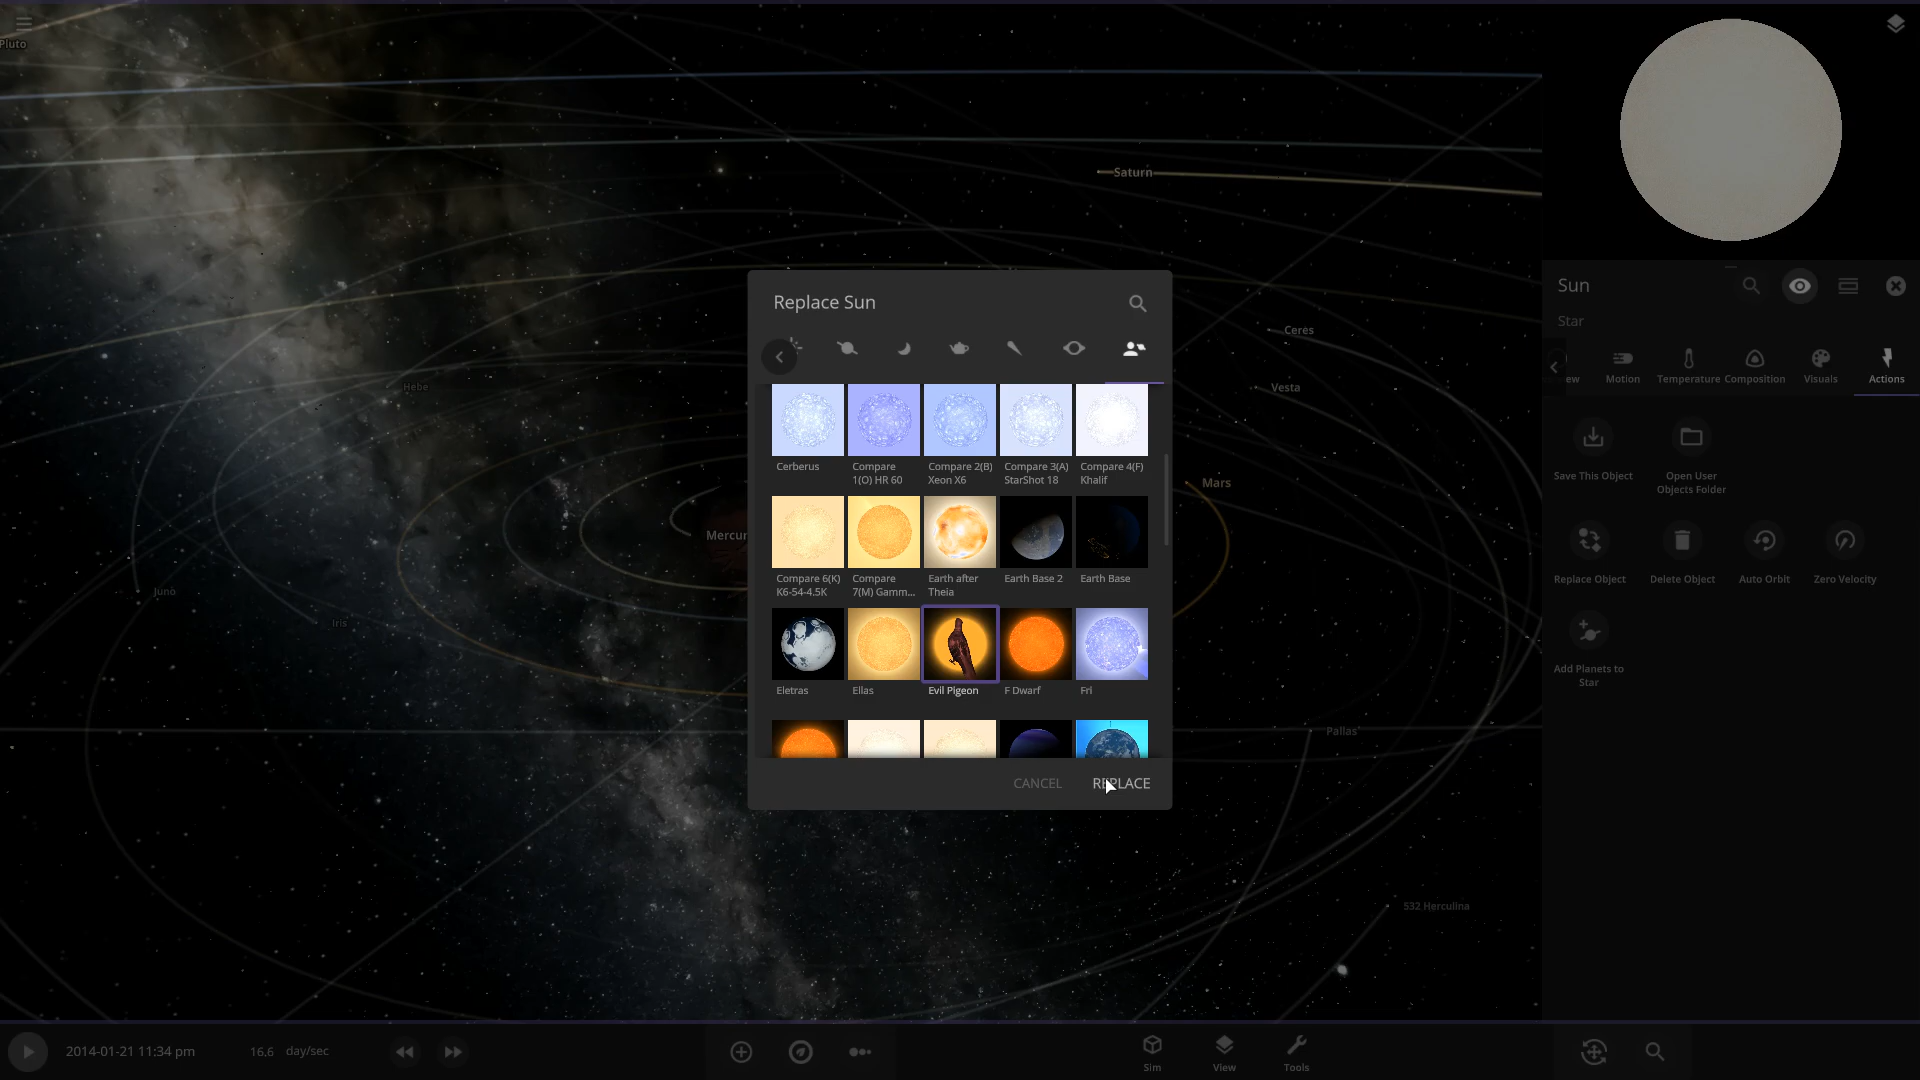 Pluto
Saturn
Hebe
Mercur
Juno
Iris
Ceres
Vesta
Mars
Pallas
532 Herculina
Replace Sun
Cerberus
Compare
1(O) HR 60
Compare 2(B)
Xeon X6
Compare 3(A)
StarShot 18
Compare 4(F)
Khalif
Compare 6(K)
K6-54-4.5K
Compare
7(M) Gamm...
Earth after
Theia
Earth Base 2
Earth Base
Eletras
Ellas
Evil Pigeon
F Dwarf
CANCEL
REPLACE
Sun
Star
ew
Motion
Temperature
Composition
Visuals
Actions
Save This Object
Open User
Objects Folder
Replace Object
Delete Object
Auto Orbit
Zero Velocity
Add Planets to
Star
2014-01-21 11:34 pm
16,6 day/sec
Sim
View
Tools